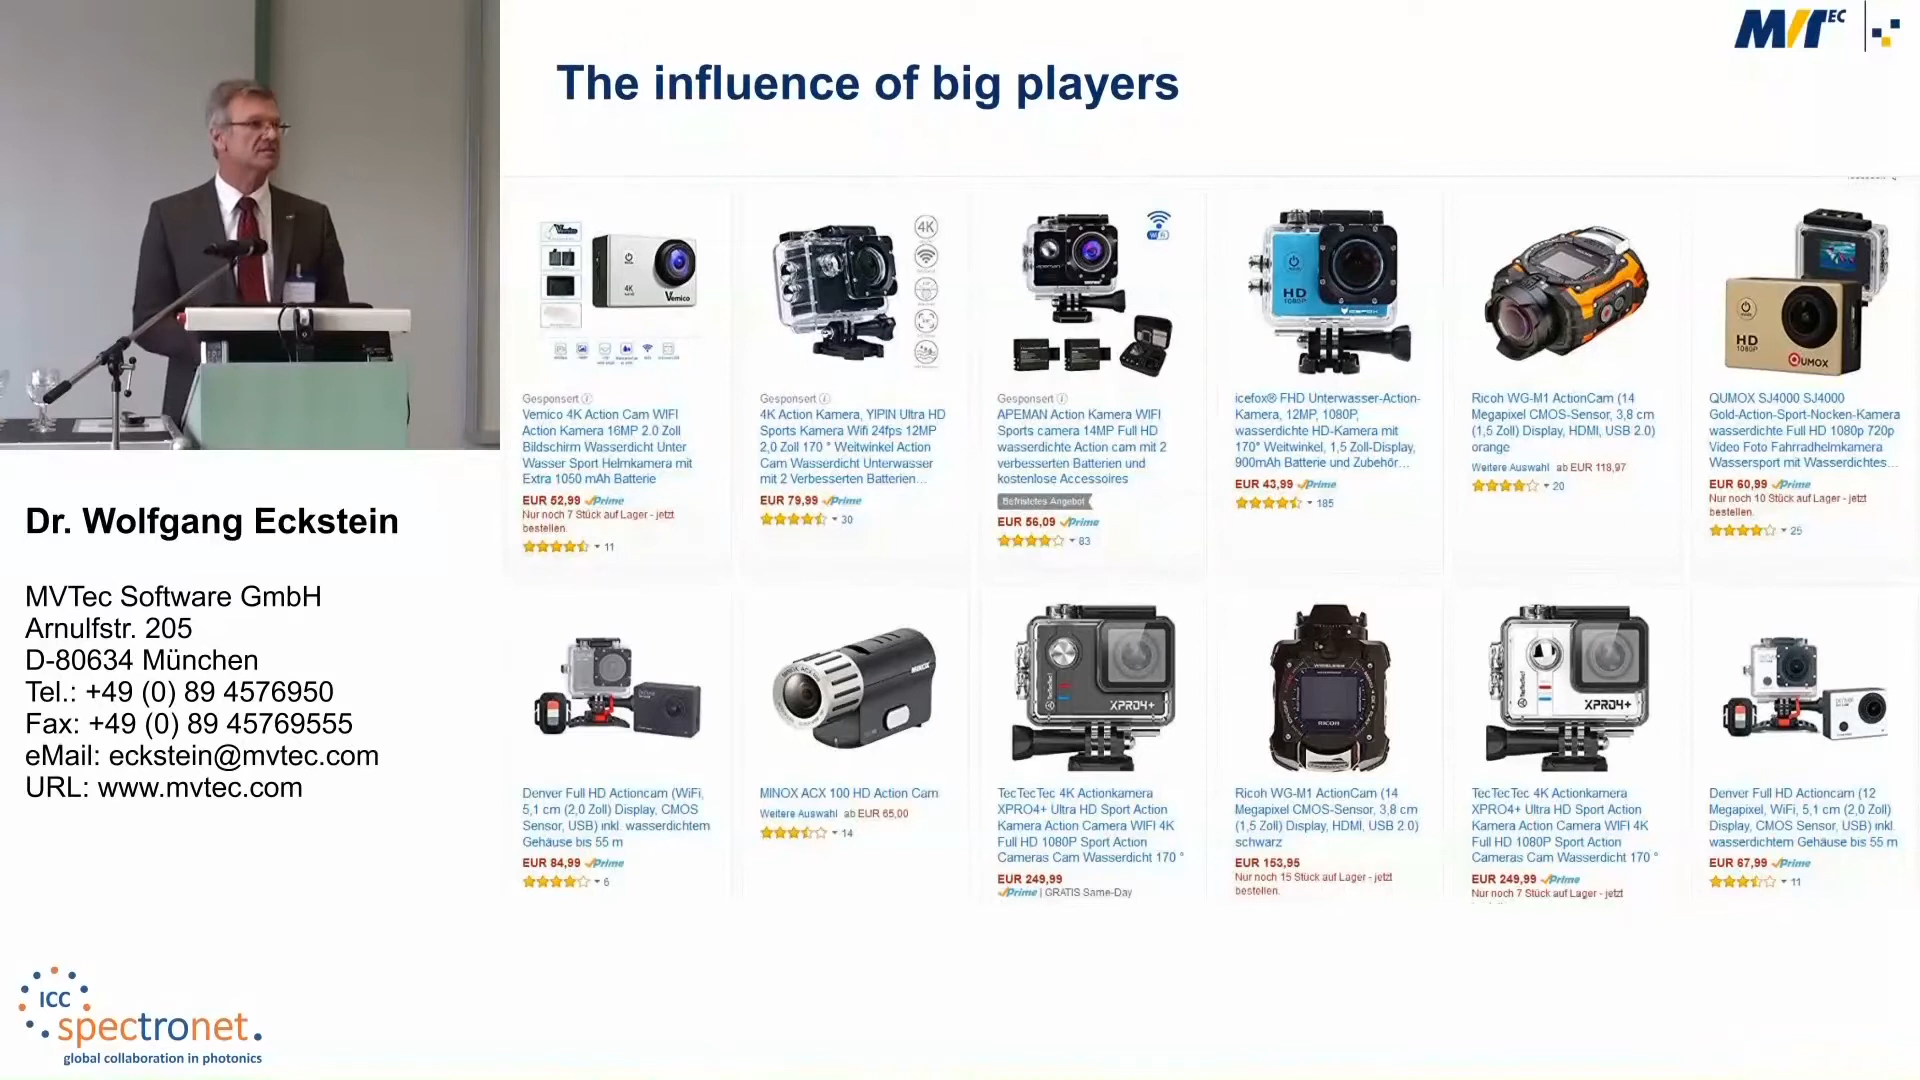 The influence of big players
MVTEC
4K
Vemico
4K
WiFi
apeman
HD
1080P
ICEFOX
HD
1080P
QUMOX
Gesponsert
Vemico 4K Action Cam WIFI
Action Kamera 16MP 2.0 Zoll
Bildschirm Wasserdicht Unter
Wasser Sport Helmkamera mit
Extra 1050 mAh Batterie
EUR 52,99 Prime
Nur noch 7 Stück auf Lager - jetzt
bestellen.
11
Gesponsert
4K Action Kamera, YIPIN Ultra HD
Sports Kamera Wifi 24fps 12MP
2,0 Zoll 170 ° Weitwinkel Action
Cam Wasserdicht Unterwasser
mit 2 Verbesserten Batterien...
EUR 79,99 Prime
30
Gesponsert
APEMAN Action Kamera WIFI
Sports camera 14MP Full HD
wasserdichte Action cam mit 2
verbesserten Batterien und
kostenlose Accessoires
Befristetes Angebot
EUR 56,09 Prime
83
icefox® FHD Unterwasser-Action-
Kamera, 12MP, 1080P,
wasserdichte HD-Kamera mit
170° Weitwinkel, 1,5 Zoll-Display,
900mAh Batterie und Zubehör...
EUR 43,99 Prime
185
Ricoh WG-M1 ActionCam (14
Megapixel CMOS-Sensor, 3,8 cm
(1,5 Zoll) Display, HDMI, USB 2.0)
orange
Weitere Auswahl ab EUR 118,97
20
QUMOX SJ4000 SJ4000
Gold-Action-Sport-Nocken-Kamera
wasserdichte Full HD 1080p 720p
Video Foto Fahrradhelmkamera
Wassersport mit Wasserdichtes...
EUR 60,99 Prime
Nur noch 10 Stück auf Lager - jetzt
bestellen.
25
MINOX
XPRO4+
TecTecTec
WIRELESS
RICOH
XPRO4+
TecTecTec
Denver Full HD Actioncam (WiFi,
5,1 cm (2,0 Zoll) Display, CMOS
Sensor, USB) inkl. wasserdichtem
Gehäuse bis 55 m
EUR 84,99 Prime
6
MINOX ACX 100 HD Action Cam
Weitere Auswahl ab EUR 65,00
14
TecTecTec 4K Actionkamera
XPRO4+ Ultra HD Sport Action
Kamera Action Camera WIFI 4K
Full HD 1080P Sport Action
Cameras Cam Wasserdicht 170 °
EUR 249,99
Prime | GRATIS Same-Day
Ricoh WG-M1 ActionCam (14
Megapixel CMOS-Sensor, 3,8 cm
(1,5 Zoll) Display, HDMI, USB 2.0)
schwarz
EUR 153,95
Nur noch 15 Stück auf Lager - jetzt
bestellen.
TecTecTec 4K Actionkamera
XPRO4+ Ultra HD Sport Action
Kamera Action Camera WIFI 4K
Full HD 1080P Sport Action
Cameras Cam Wasserdicht 170 °
EUR 249,99 Prime
Nur noch 7 Stück auf Lager - jetzt
Denver Full HD Actioncam (12
Megapixel, WiFi, 5,1 cm (2,0 Zoll)
Display, CMOS Sensor, USB) inkl.
wasserdichtem Gehäuse bis 55 m
EUR 67,99 Prime
11
Dr. Wolfgang Eckstein
MVTec Software GmbH
Arnulfstr. 205
D-80634 München
Tel.: +49 (0) 89 4576950
Fax: +49 (0) 89 45769555
eMail: eckstein@mvtec.com
URL: www.mvtec.com
ICC
spectronet.
global collaboration in photonics